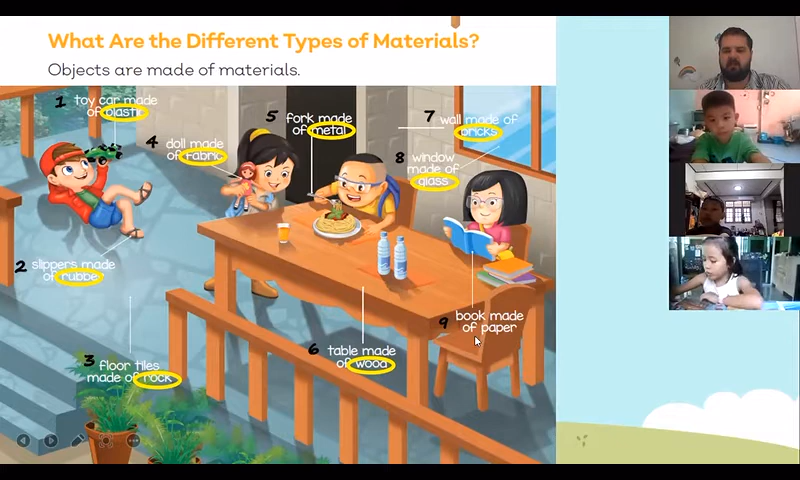 What Are the Different Types of Materials?
Objects are made of materials.
1 toy car made
of plastic
5 fork made
of metal
7 wall made of
bricks
4 doll made
of fabric
8 window
made of
glass
2 slippers made
of rubbe
9 book made
of paper
6 table made
of wood
3 floor tiles
made of rock